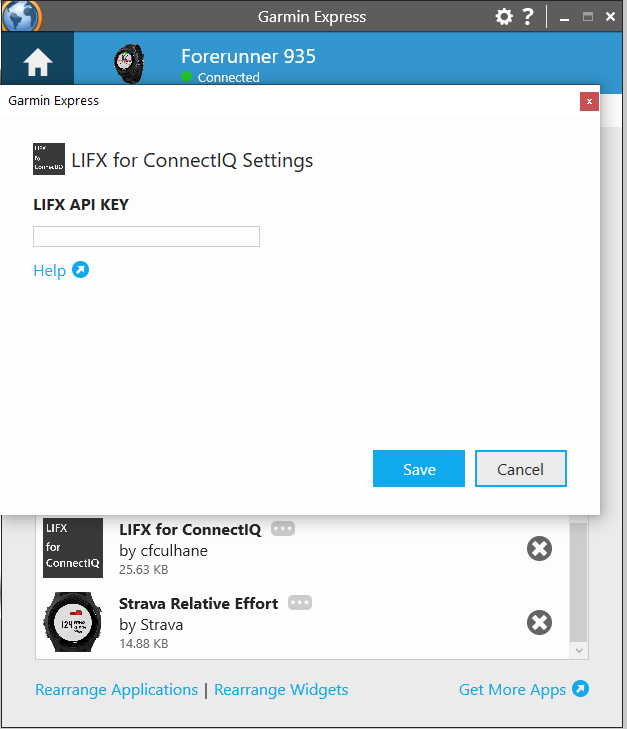 Garmin Express
Forerunner 935
Connected
Garmin Express
LIFX
for
ConnectIQ
LIFX for ConnectIQ Settings
LIFX API KEY
Help
Save
Cancel
LIFX
for
ConnectIQ
LIFX for ConnectIQ
by cfculhane
25.63 KB
Strava Relative Effort
by Strava
14.88 KB
Rearrange Applications | Rearrange Widgets
Get More Apps